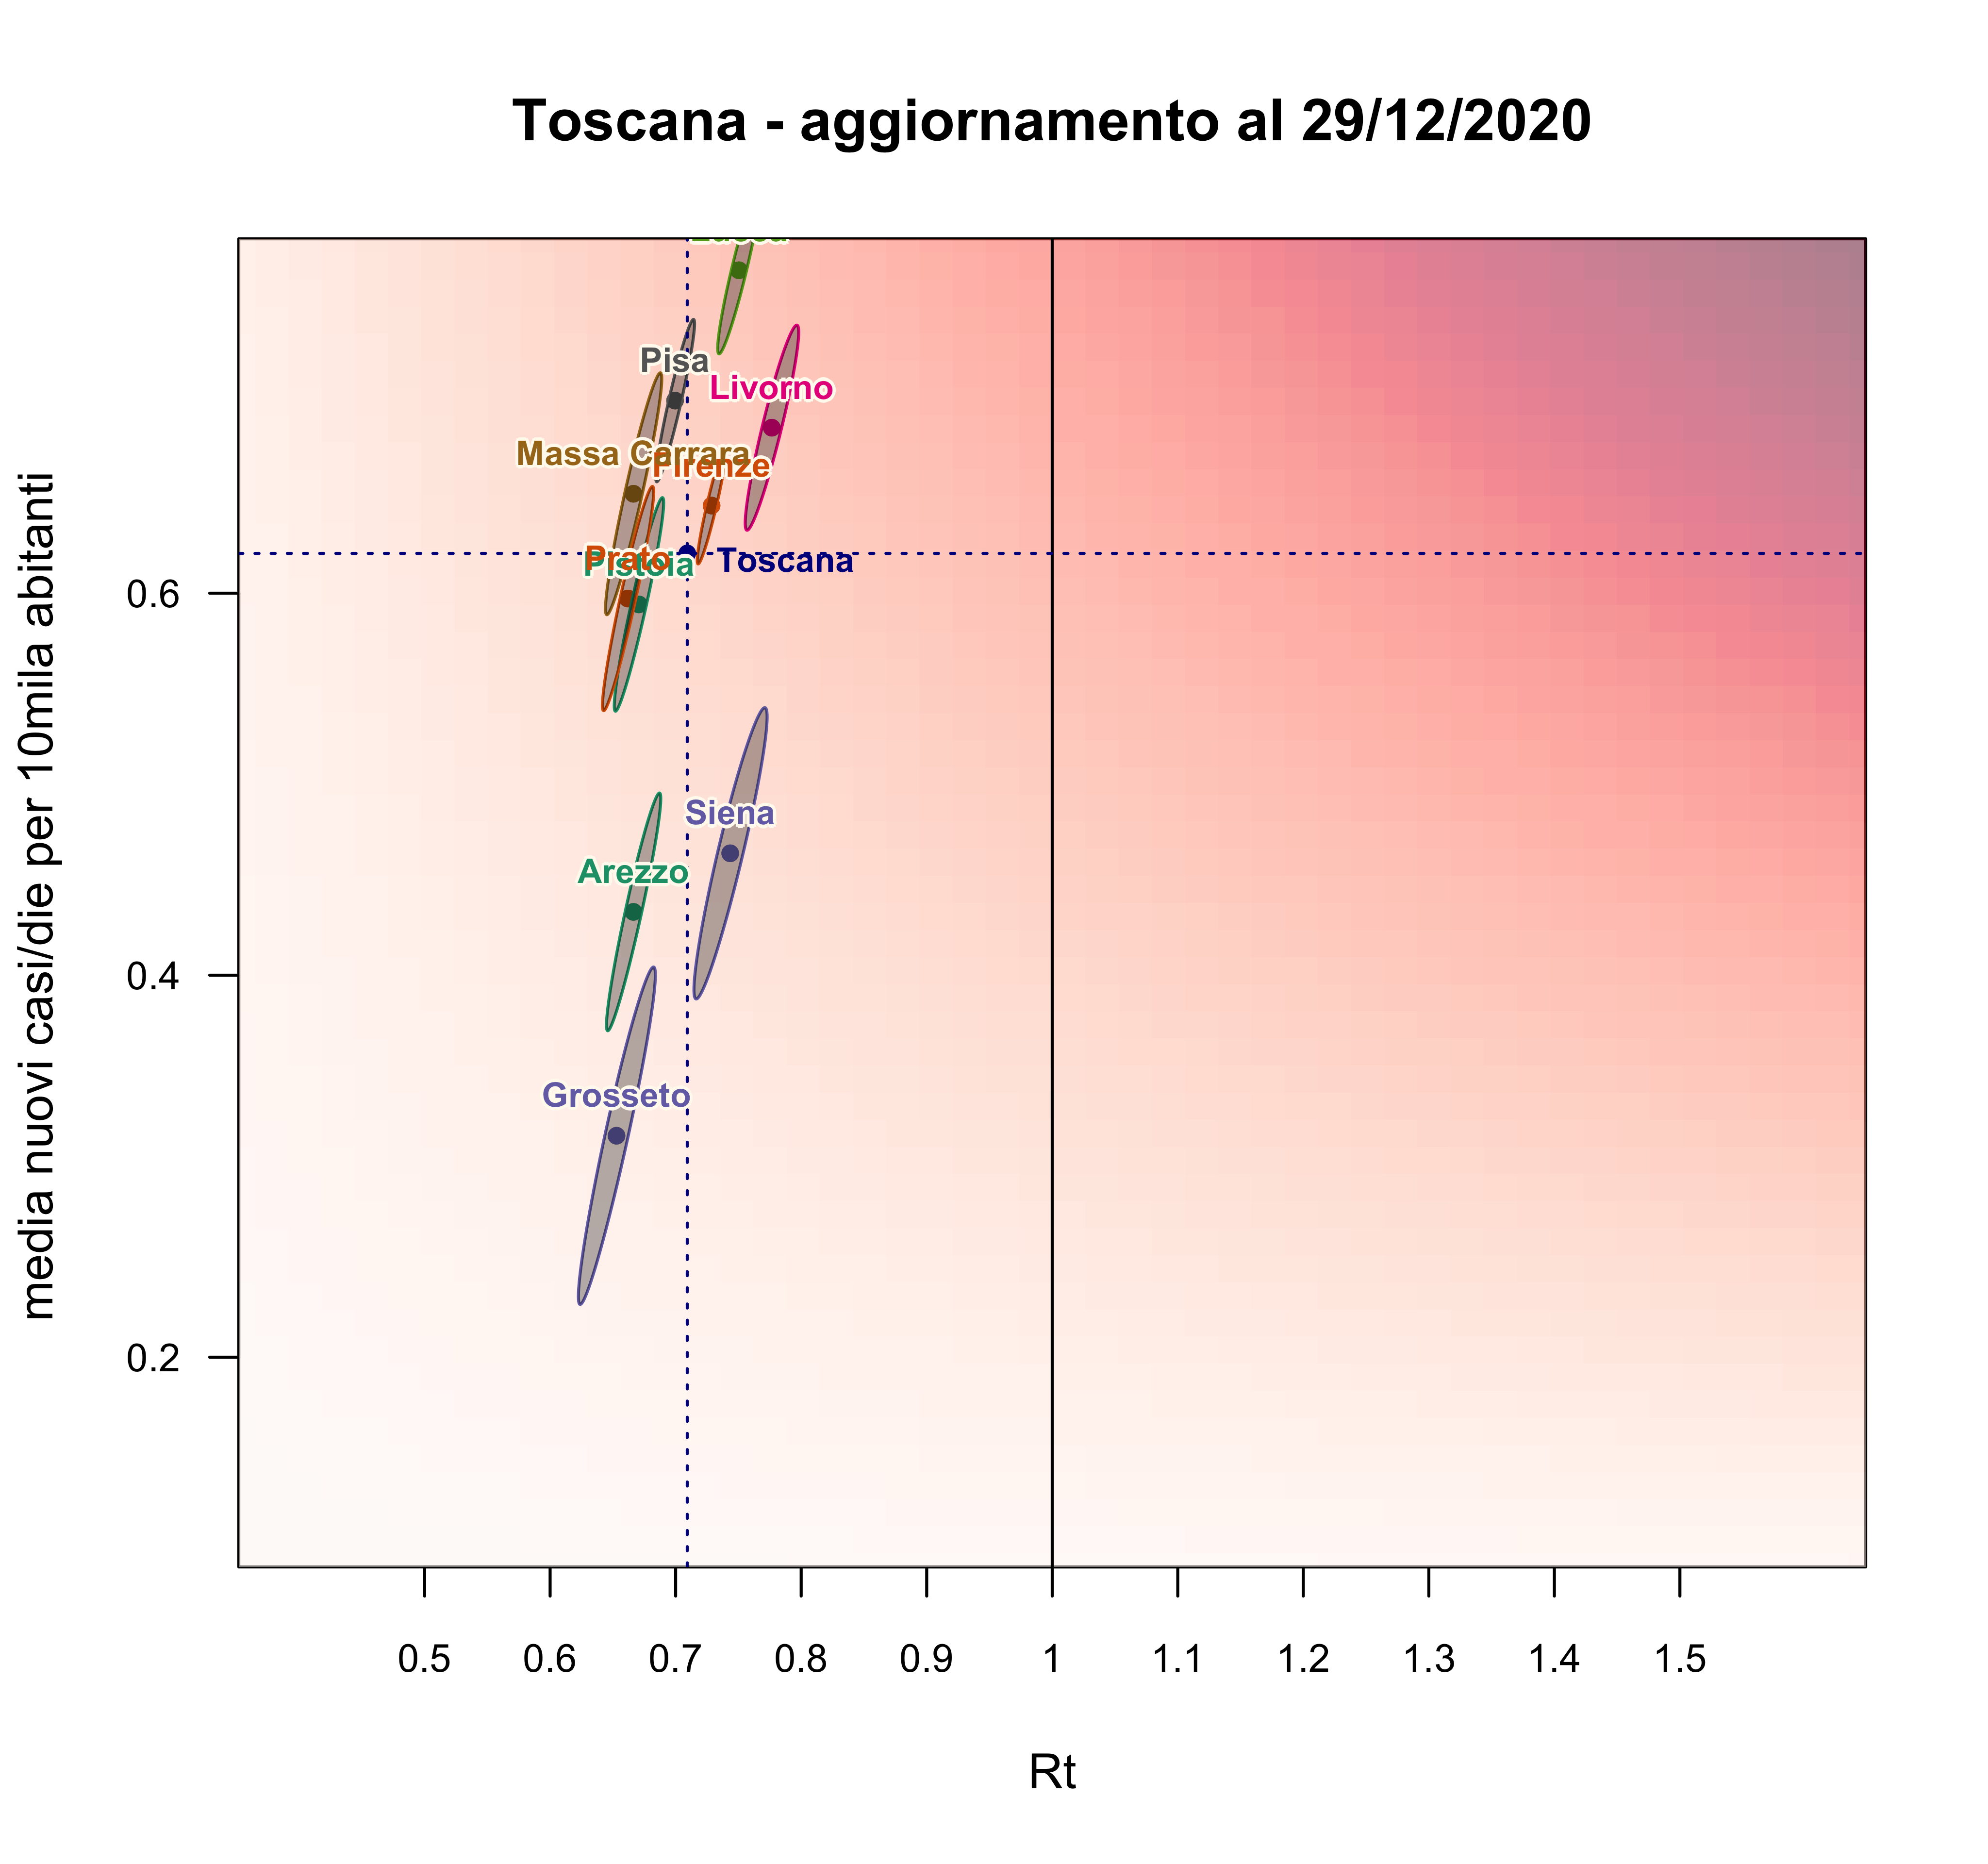 Toscana - aggiornamento al 29/12/2020
media nuovi casi/die per 10mila abitanti
0.6
0.4
0.2
Pisa
Livorno
Massa Carrara
Firenze
Toscana
Prato
Pistoia
Siena
Arezzo
Grosseto
0.5 0.6 0.7 0.8 0.9 1 1.1 1.2 1.3 1.4 1.5
Rt